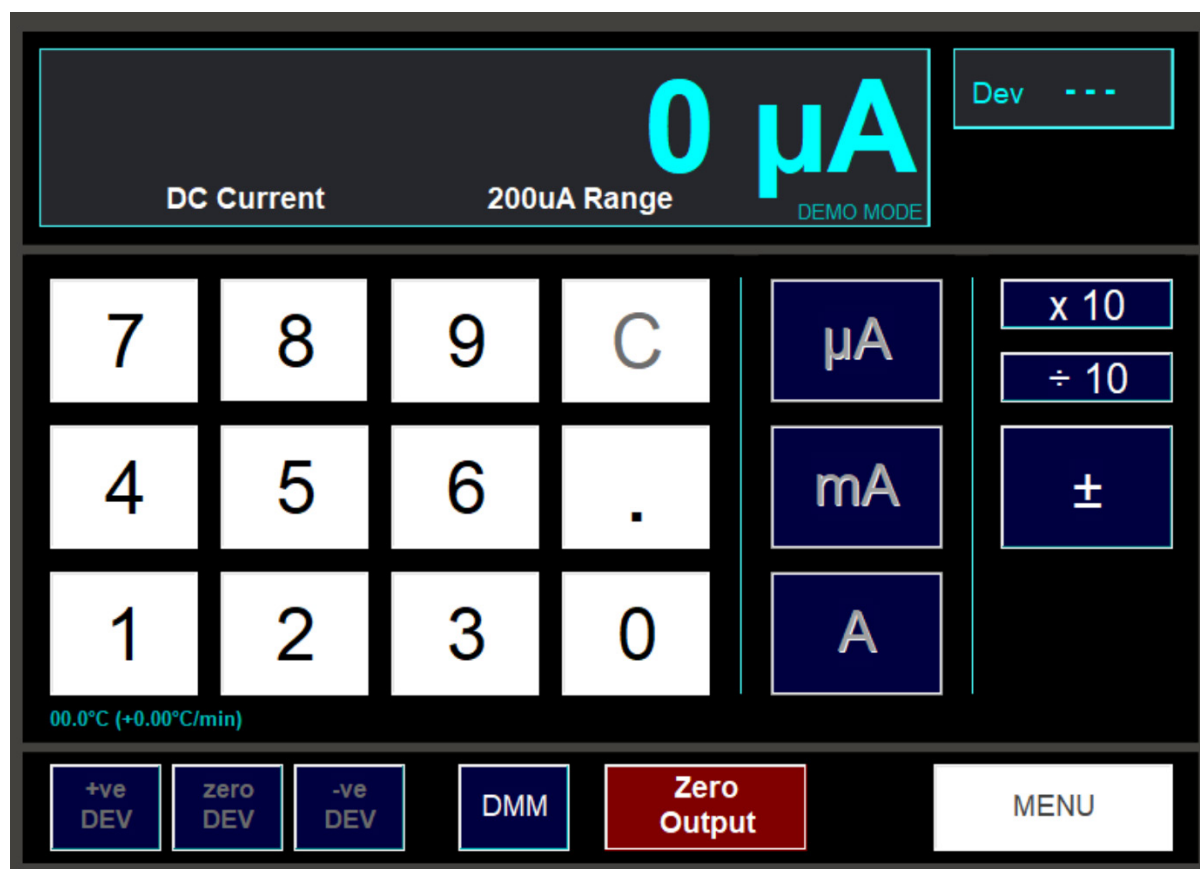 0 µA
Dev ---
DC Current 200uA Range DEMO MODE
7 8 9 C µA x 10
÷ 10
4 5 6 . mA ±
1 2 3 0 A
00.0°C (+0.00°C/min)
+ve DEV
zero DEV
-ve DEV
DMM
Zero
Output
MENU